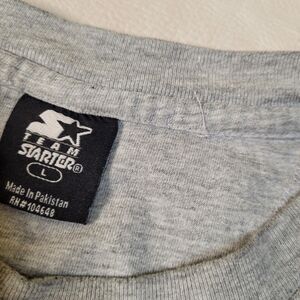 TEAM
STARTER®
L
Made In Pakistan
RN#104648